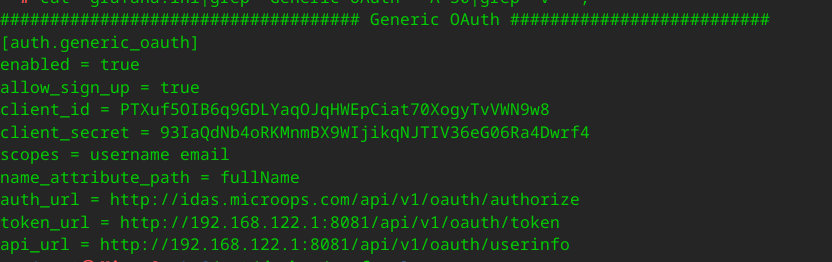 ################################### Generic OAuth ##########################
[auth.generic_oauth]
enabled = true
allow_sign_up = true
client_id = PTXuf5OIB6q9GDLYaqOJqHWEpCiat70XogyTvVWN9w8
client_secret = 93IaQdNb4oRKMnmBX9WIjikqNJTIV36eG06Ra4Dwrf4
scopes = username email
name_attribute_path = fullName
auth_url = http://idas.microops.com/api/v1/oauth/authorize
token_url = http://192.168.122.1:8081/api/v1/oauth/token
api_url = http://192.168.122.1:8081/api/v1/oauth/userinfo